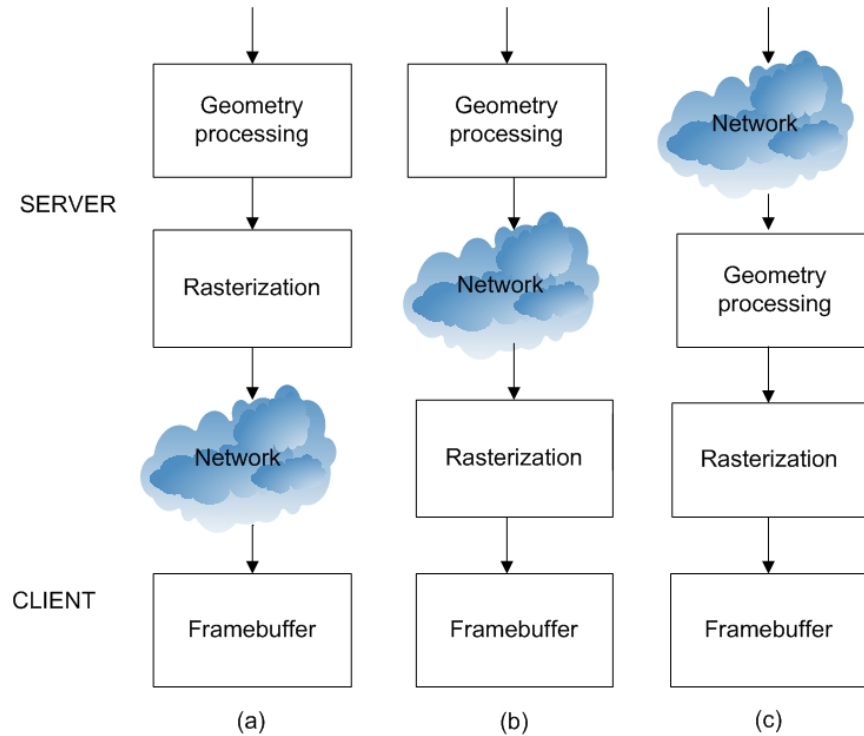 Geometry
processing
Geometry
processing
Network
SERVER
Rasterization
Network
Geometry
processing
Network
Rasterization
Rasterization
CLIENT
Framebuffer
Framebuffer
Framebuffer
(a)
(b)
(c)